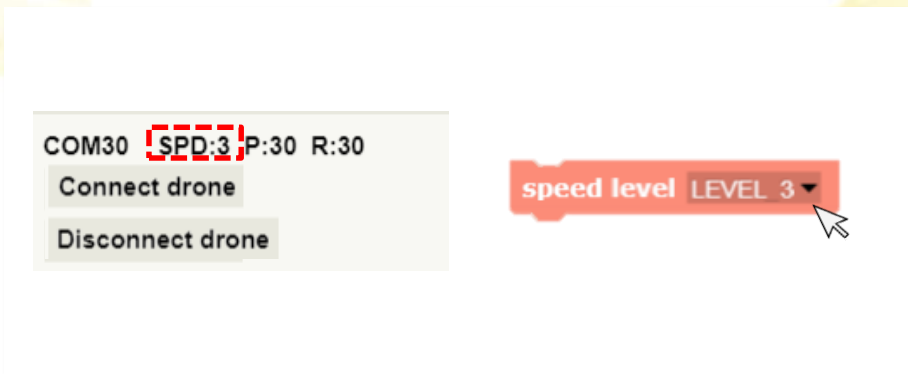 COM30 SPD:3 P:30 R:30
Connect drone
Disconnect drone
speed level LEVEL 3